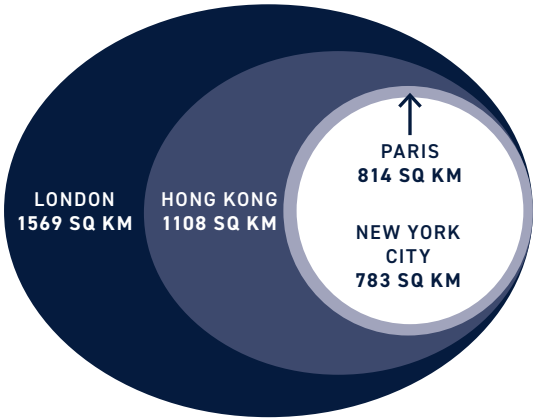 LONDON
1569 SQ KM
HONG KONG
1108 SQ KM
PARIS
814 SQ KM
NEW YORK
CITY
783 SQ KM